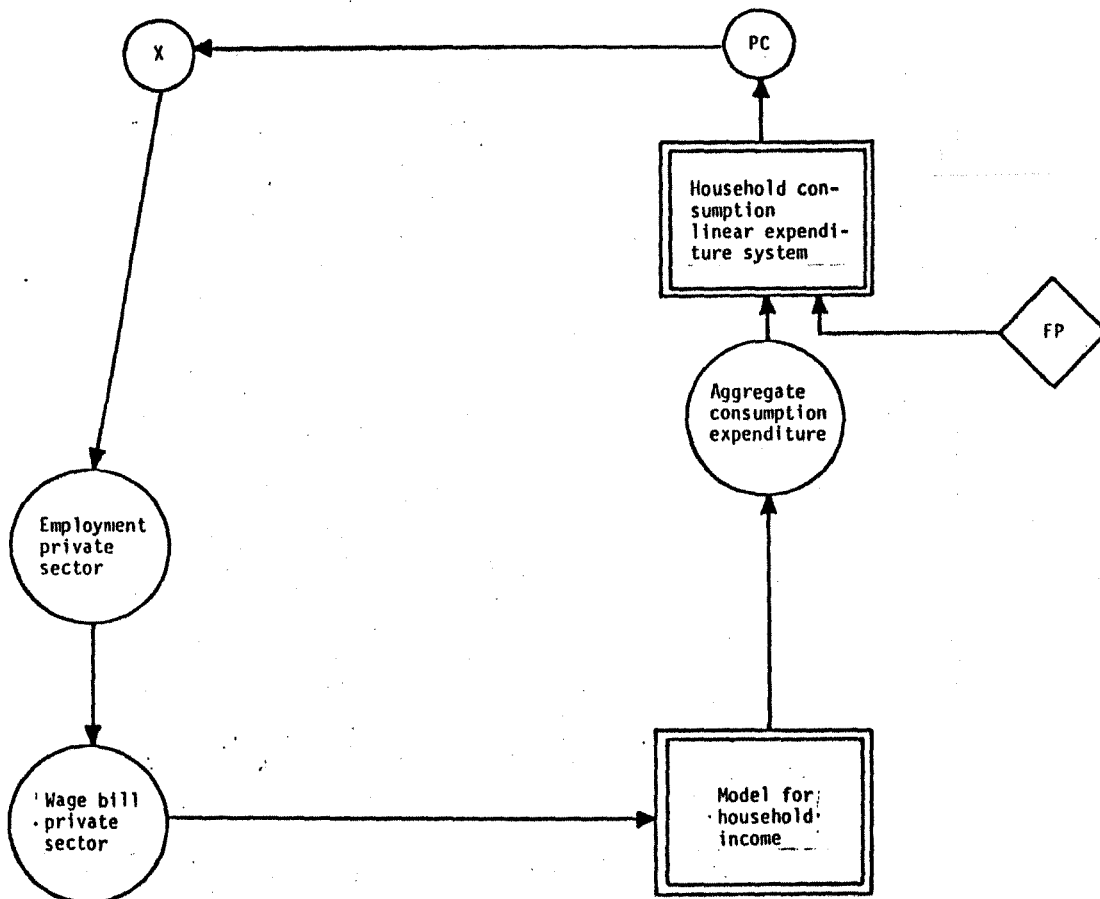 X
PC
Household con-
sumption
linear expendi-
ture system
FP
Aggregate
consumption
expenditure
Employment
private
sector
Wage bill
private
sector
Model for
household
income